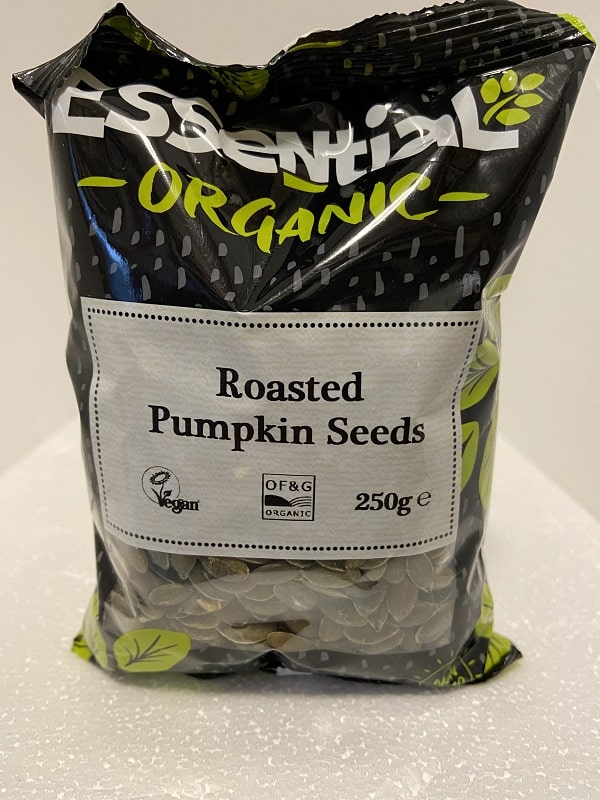 ESSENTIAL
ORGANIC
Roasted
Pumpkin Seeds
Vegan
OF&G
ORGANIC
250g e